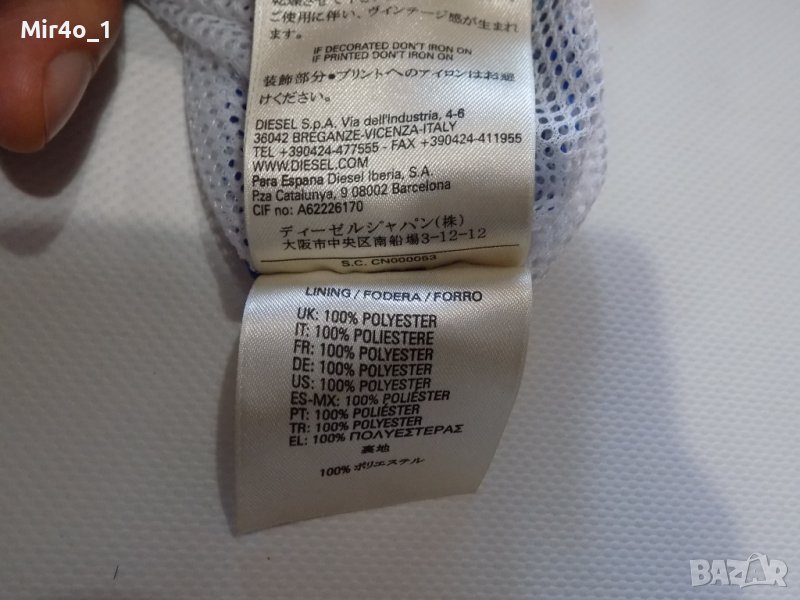 Mir4o_1
ご使用に伴い、ヴィンテージ感が生まれ
ます。
IF DECORATED DON'T IRON ON
IF PRINTED DON'T IRON ON
装飾部分●プリントへのアイロンはお避
けください。
DIESEL S.p.A. Via dell'industria, 4-6
36042 BREGANZE-VICENZA-ITALY
TEL +390424-477555 - FAX +390424-411955
WWW.DIESEL.COM
Para Espana Diesel Iberia, S.A.
Pza Catalunya, 9 08002 Barcelona
CIF no: A62226170
ディーゼルジャパン(株)
大阪市中央区南船場3-12-12
S.C. CN000053
LINING / FODERA / FORRO
UK: 100% POLYESTER
IT: 100% POLIESTERE
FR: 100% POLYESTER
DE: 100% POLYESTER
US: 100% POLYESTER
ES-MX: 100% POLIÉSTER
PT: 100% POLIÉSTER
TR: 100% POLYESTER
EL: 100% ΠΟΛΥΕΣΤΕΡΑΣ
裏地
100% ポリエステル
BAZAR